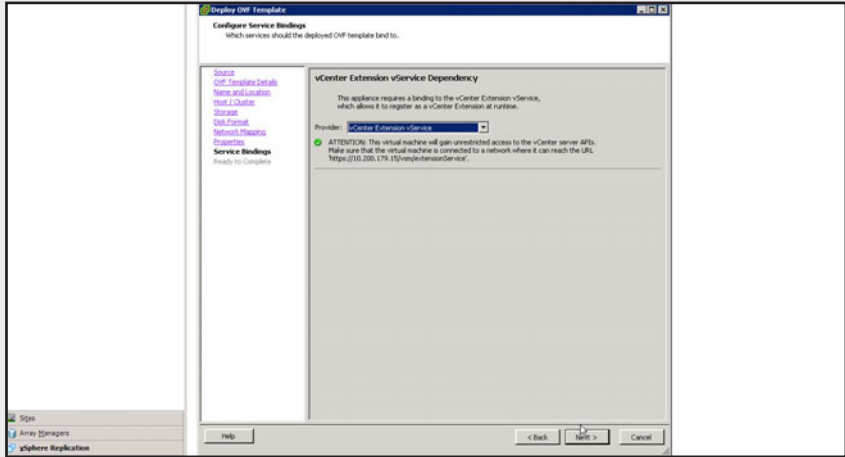 Deploy OVF Template
Configure Service Bindings
Which services should the deployed OVF template bind to.
Source
OVF Template Details
Name and Location
Host / Cluster
Storage
Disk Format
Network Mapping
Properties
Service Bindings
Ready to Complete
vCenter Extension vService Dependency
This appliance requires a binding to the vCenter Extension vService,
which allows it to register as a vCenter Extension at runtime.
Provider: vCenter Extension vService
ATTENTION: This virtual machine will gain unrestricted access to the vCenter server APIs.
Make sure that the virtual machine is connected to a network where it can reach the URL
'https://10.200.179.15/vsm/extensionService'.
Sites
Array Managers
vSphere Replication
Help
< Back
Next >
Cancel